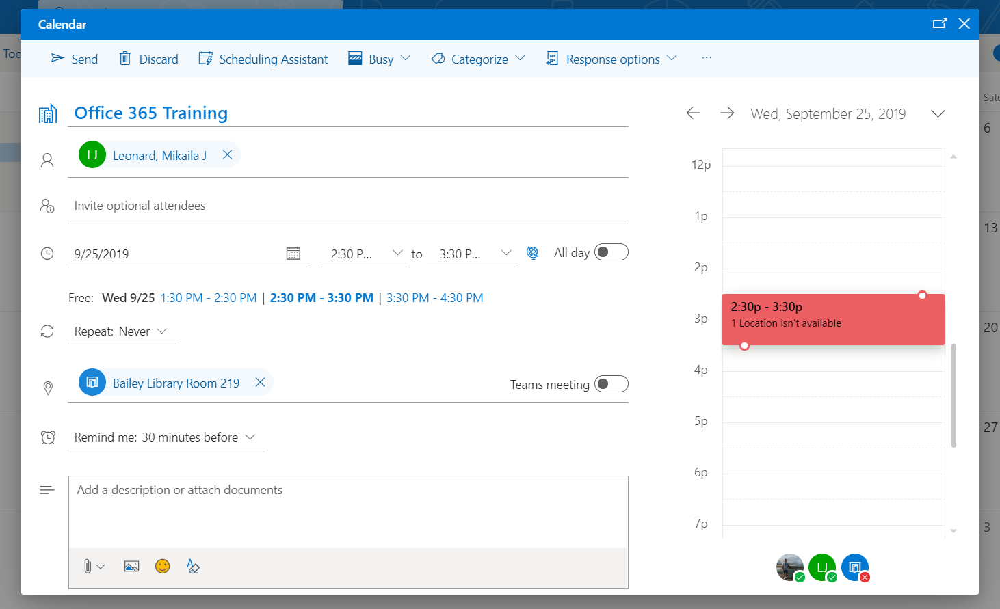 Calendar
Too
Send Discard Scheduling Assistant Busy Categorize Response options ...
Office 365 Training
Wed, September 25, 2019
Satu
LJ Leonard, Mikaila J
6
12p
Invite optional attendees
1p
13
9/25/2019 2:30 P... to 3:30 P... All day
2p
Free: Wed 9/25 1:30 PM - 2:30 PM | 2:30 PM - 3:30 PM | 3:30 PM - 4:30 PM
2:30p - 3:30p
3p
1 Location isn't available
20
Repeat: Never
4p
Bailey Library Room 219
Teams meeting
5p
27
Remind me: 30 minutes before
6p
Add a description or attach documents
7p
3
LJ